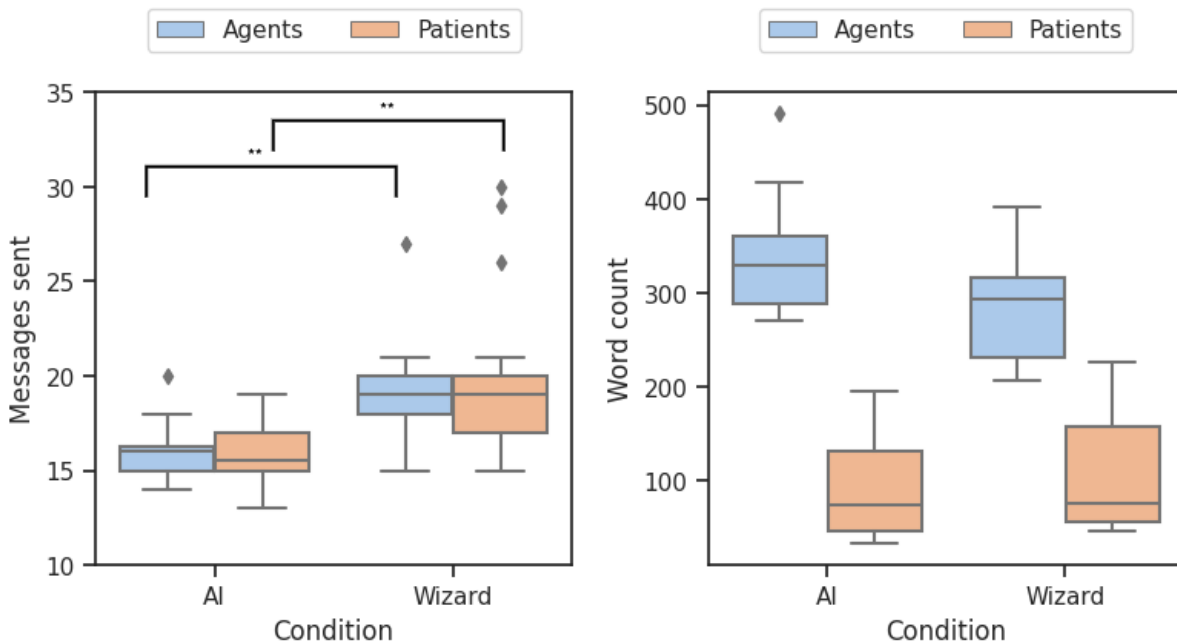 Agents Patients
Messages sent
35
30
25
20
15
10
**
**
AI Wizard
Condition
Agents Patients
Word count
500
400
300
200
100
AI Wizard
Condition